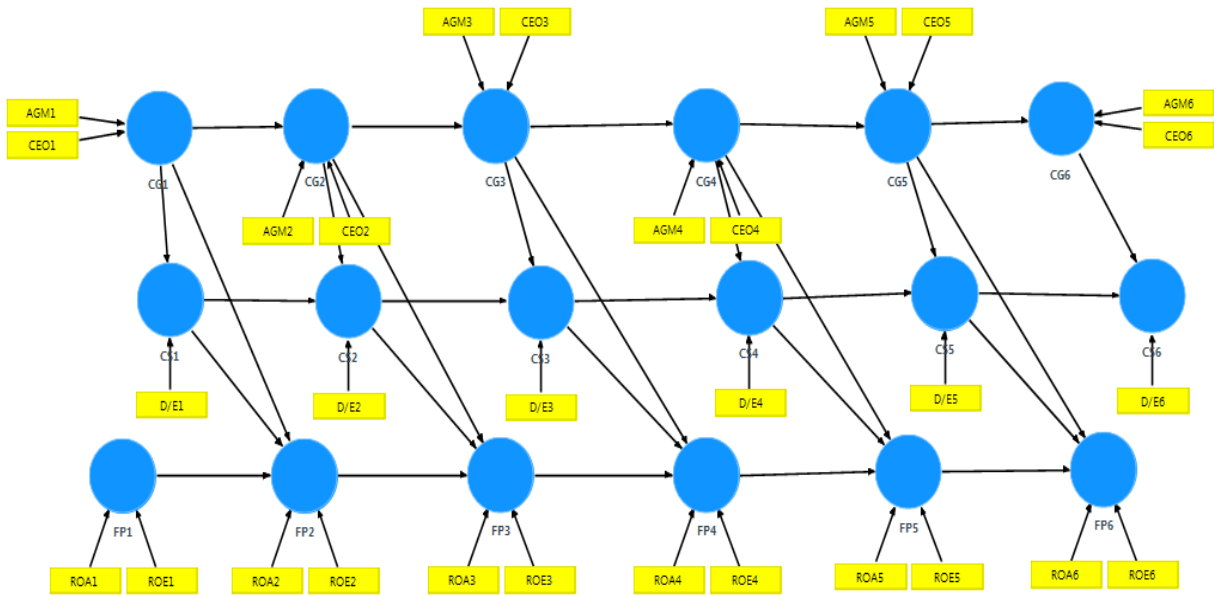 AGM3 CEO3 AGM5 CEO5
AGM1 AGM6
CEO1 CEO6
CG1 CG2 CG3 CG4 CG5 CG6
AGM2 CEO2 AGM4 CEO4
CS1 CS2 CS3 CS4 CS5 CS6
D/E1 D/E2 D/E3 D/E4 D/E5 D/E6
FP1 FP2 FP3 FP4 FP5 FP6
ROA1 ROE1 ROA2 ROE2 ROA3 ROE3 ROA4 ROE4 ROA5 ROE5 ROA6 ROE6